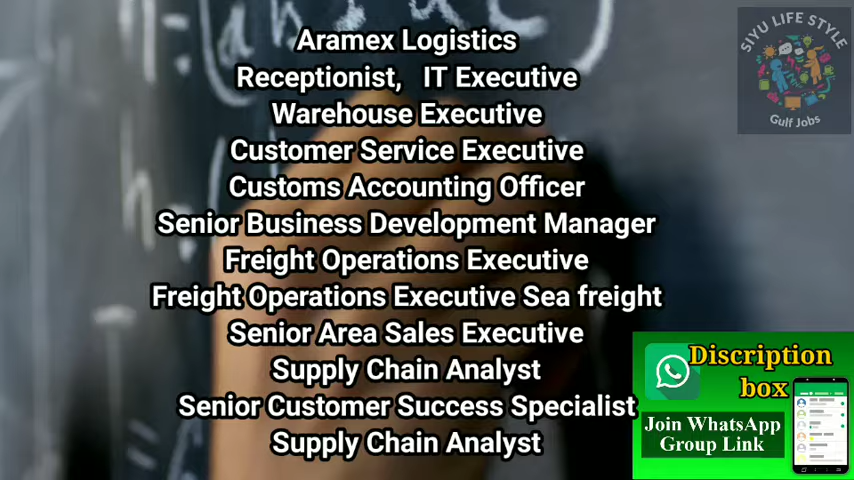 Aramex Logistics
Receptionist, IT Executive
Warehouse Executive
Customer Service Executive
Customs Accounting Officer
Senior Business Development Manager
Freight Operations Executive
Freight Operations Executive Sea freight
Senior Area Sales Executive
Supply Chain Analyst
Senior Customer Success Specialist
Supply Chain Analyst
SIYU LIFE STYLE
Gulf Jobs
Discription
box
Join WhatsApp
Group Link